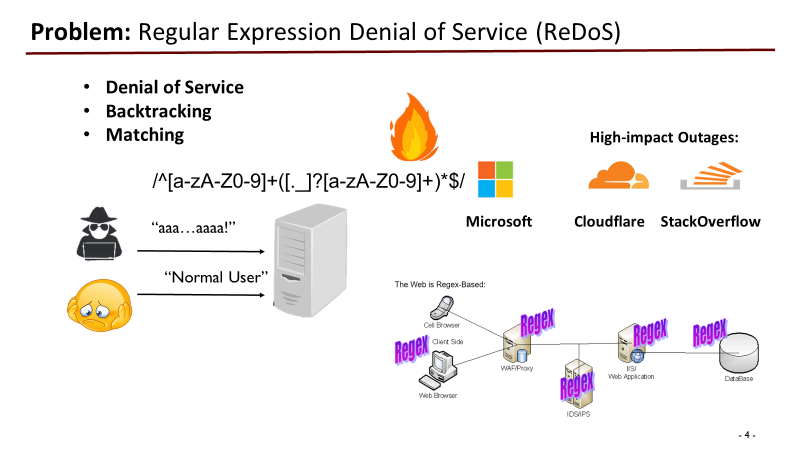 Problem: Regular Expression Denial of Service (ReDoS)
• Denial of Service
• Backtracking
• Matching
High-impact Outages:
/^[a-zA-Z0-9]+([._]?[a-zA-Z0-9]+)*$/
Microsoft
Cloudflare
StackOverflow
“aaa…aaaa!”
“Normal User”
The Web is Regex-Based:
Cell Browser
Regex
Client Side
Web Browser
Regex
WAF/Proxy
Regex
IDS/IPS
Regex
IIS/
Web Application
Regex
DataBase
- 4 -